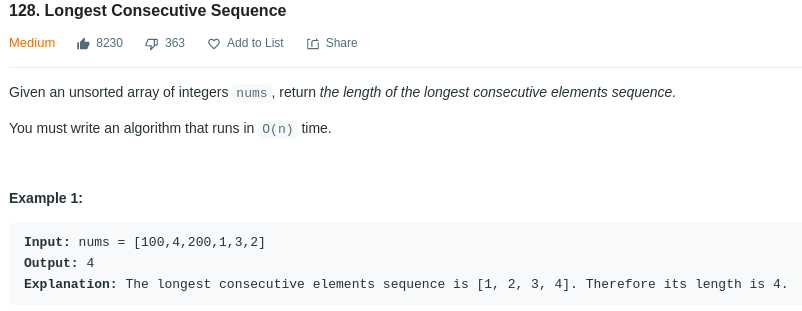 128. Longest Consecutive Sequence
Medium 8230 363 Add to List Share
Given an unsorted array of integers nums, return the length of the longest consecutive elements sequence.
You must write an algorithm that runs in O(n) time.
Example 1:
Input: nums = [100,4,200,1,3,2]
Output: 4
Explanation: The longest consecutive elements sequence is [1, 2, 3, 4]. Therefore its length is 4.